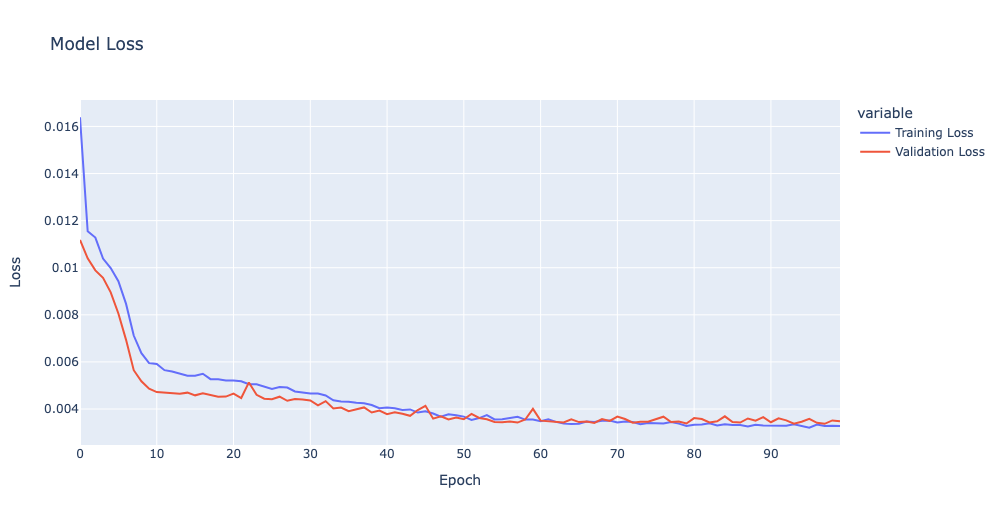 Model Loss
variable
Training Loss
Validation Loss
0.016
0.014
0.012
0.01
0.008
0.006
0.004
Loss
0 10 20 30 40 50 60 70 80 90
Epoch